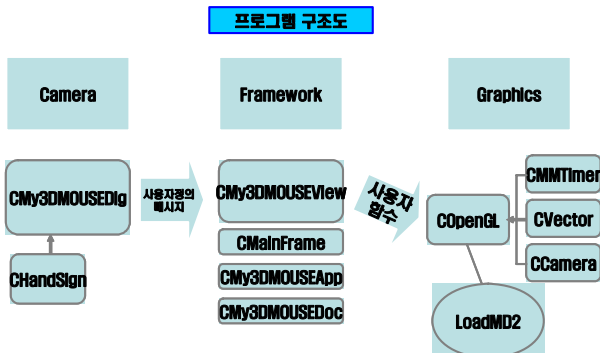 프로그램 구조도
Camera
Framework
Graphics
CMy3DMOUSEDlg
사용자정의
메시지
CMy3DMOUSEView
사용자
함수
CMMTimer
COpenGL
CVector
CMainFrame
CCamera
CHandSign
CMy3DMOUSEApp
CMy3DMOUSEDoc
LoadMD2